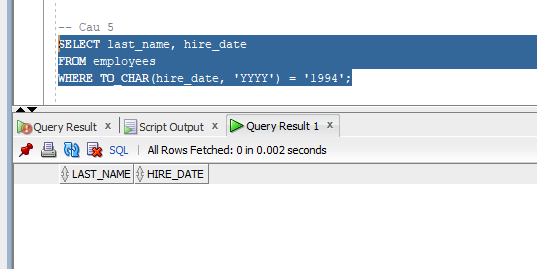 -- Cau 5
SELECT last_name, hire_date
FROM employees
WHERE TO_CHAR(hire_date, 'YYYY') = '1994';
Query Result x Script Output x Query Result 1 x
SQL | All Rows Fetched: 0 in 0.002 seconds
LAST_NAME HIRE_DATE